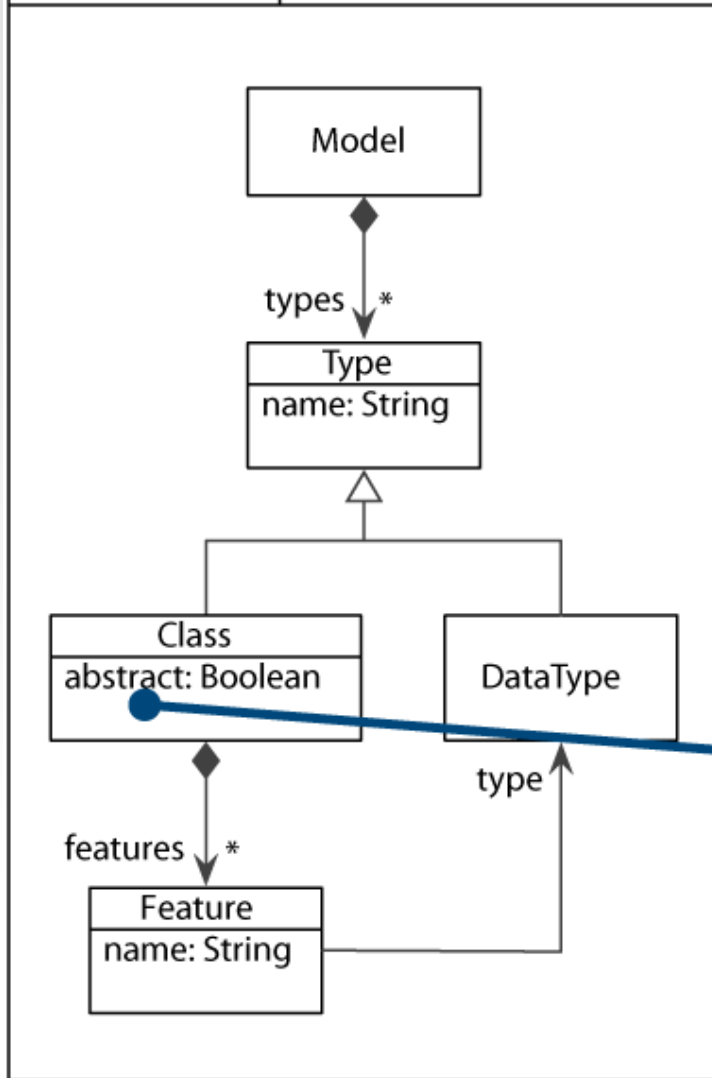 Model
types *
Type
name: String
Class
abstract: Boolean
DataType
type
features *
Feature
name: String